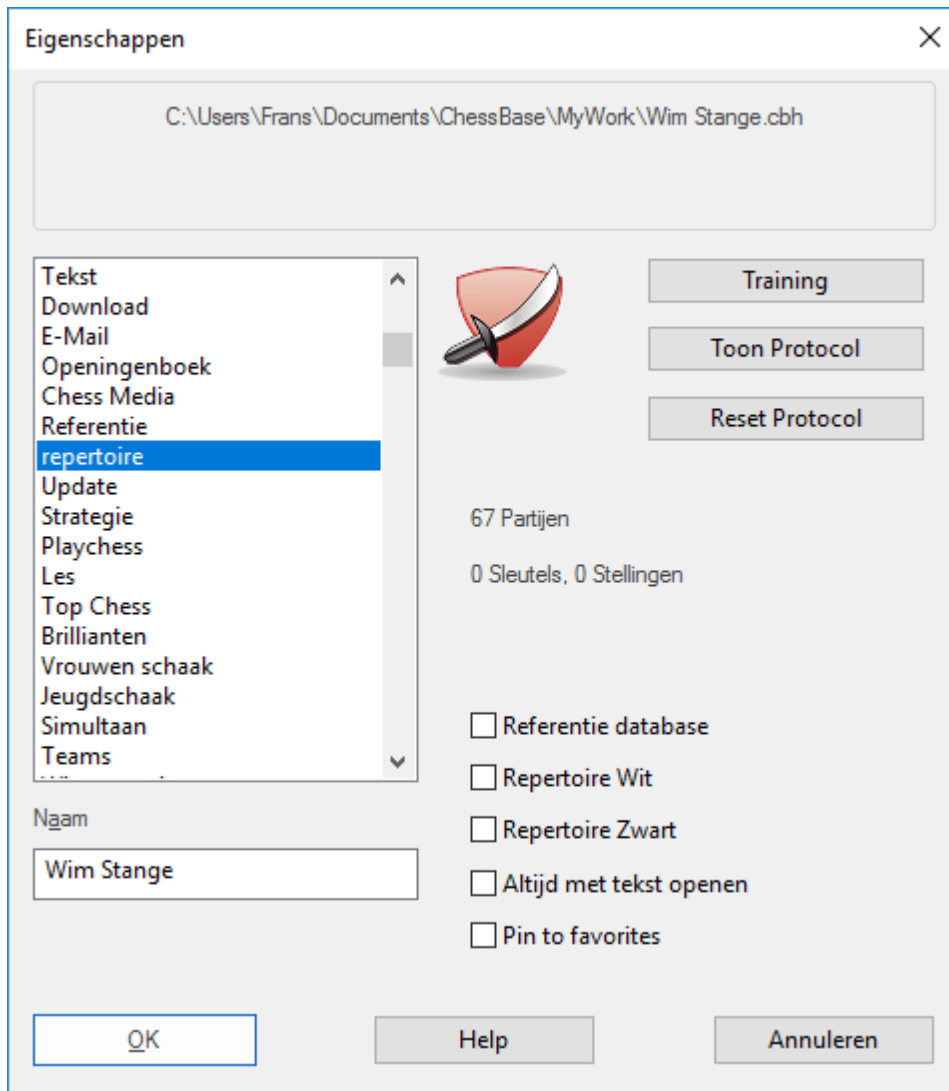 Eigenschappen
C:\Users\Frans\Documents\ChessBase\MyWork\Wim Stange.cbh
Tekst
Download
E-Mail
Openingenboek
Chess Media
Referentie
repertoire
Update
Strategie
Playchess
Les
Top Chess
Brillianten
Vrouwen schaak
Jeugdschaak
Simultaan
Teams
Naam
Wim Stange
Training
Toon Protocol
Reset Protocol
67 Partijen
0 Sleutels, 0 Stellingen
Referentie database
Repertoire Wit
Repertoire Zwart
Altijd met tekst openen
Pin to favorites
OK
Help
Annuleren